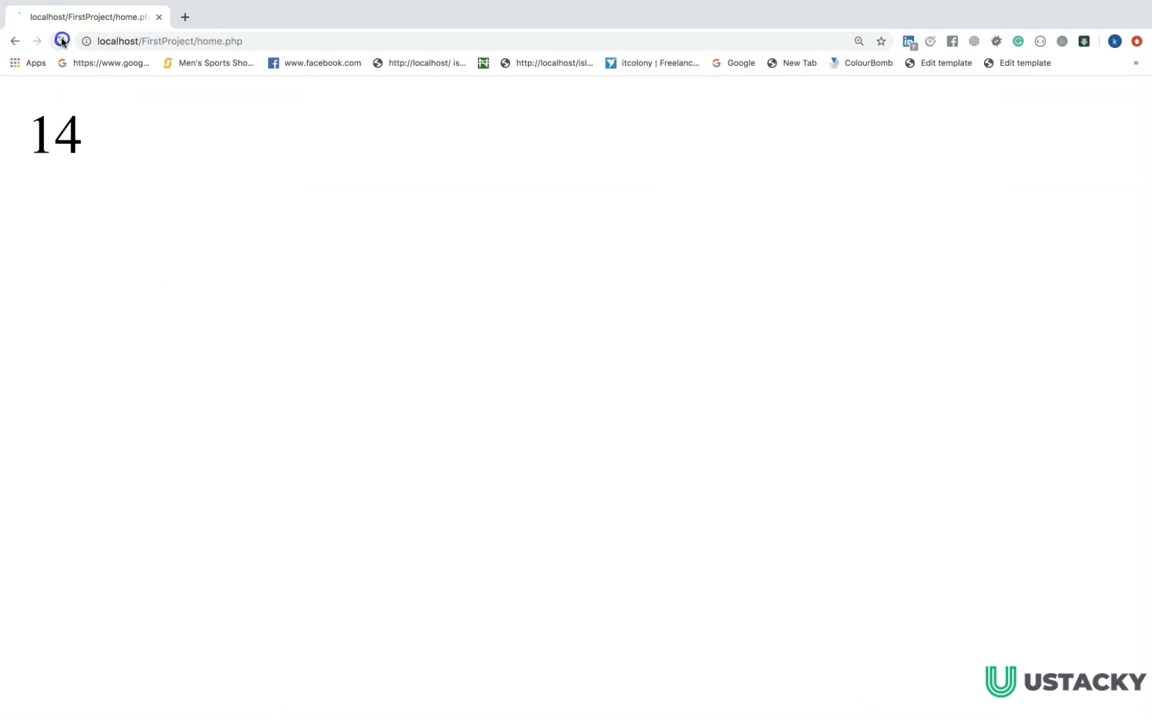 localhost/FirstProject/home.ph
localhost/FirstProject/home.php
Apps https://www.goog... Men's Sports Sho... www.facebook.com http://localhost/ is... http://localhost/isl... itcolony | Freelanc... Google New Tab ColourBomb Edit template Edit template »
14
USTACKY